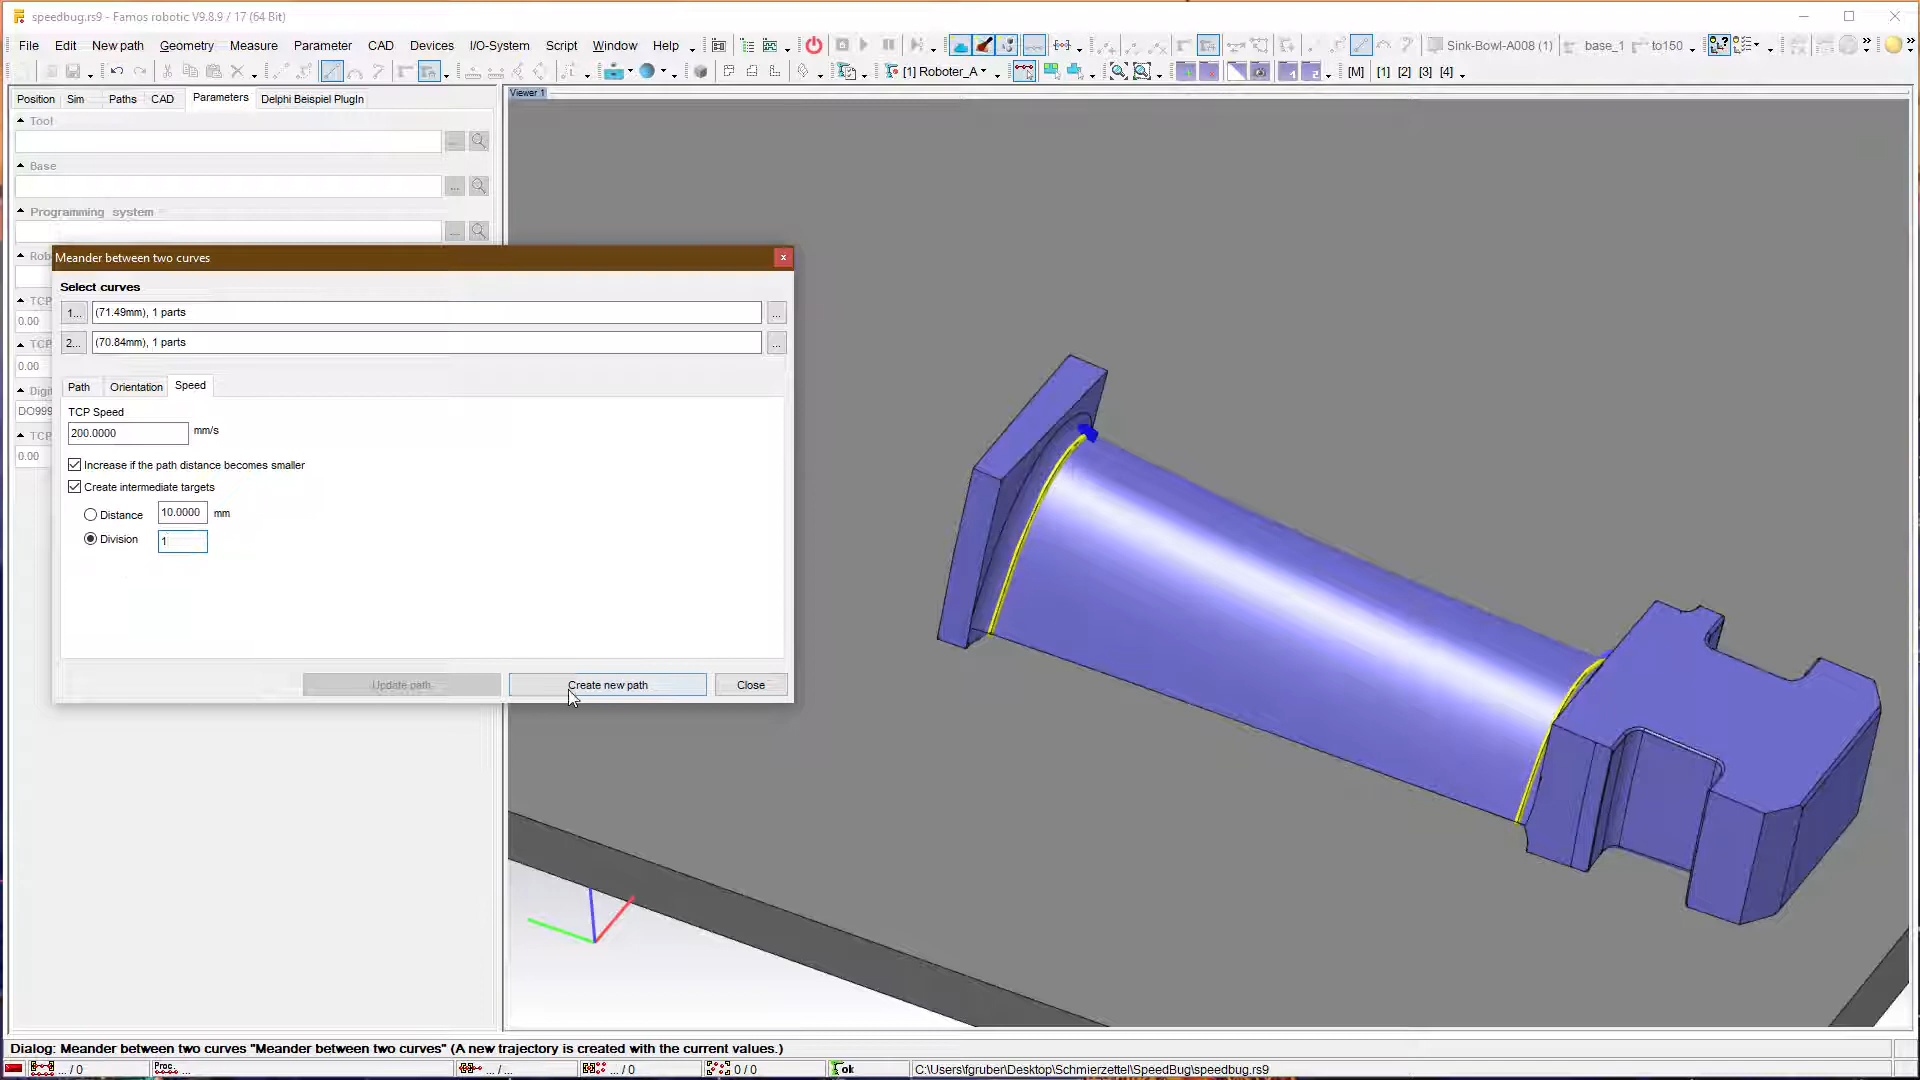 speedbug.rs9 - Famos robotic V9.8.9 / 17 (64 Bit)
File Edit New path Geometry Measure Parameter CAD Devices I/O-System Script Window Help Sink-Bowl-A008 (1) base_1 to150
[1] Roboter_A [M] [1] [2] [3] [4]
Position Sim Paths CAD Parameters Delphi Beispiel PlugIn
Viewer 1
Tool
...
Base
...
Programming system
...
Meander between two curves
Select curves
1... (71.49mm), 1 parts ...
2... (70.84mm), 1 parts ...
TCP
0.00
TCP
0.00
DO999
TCP
0.00
Path Orientation Speed
TCP Speed
200.0000 mm/s
Increase if the path distance becomes smaller
Create intermediate targets
Distance 10.0000 mm
Division 1
Update path Create new path Close
Dialog: Meander between two curves "Meander between two curves" (A new trajectory is created with the current values.)
... / 0 Proc. ... ... / ... ... / 0 0 / 0 ok C:\Users\fgruber\Desktop\Schmierzettel\SpeedBug\speedbug.rs9